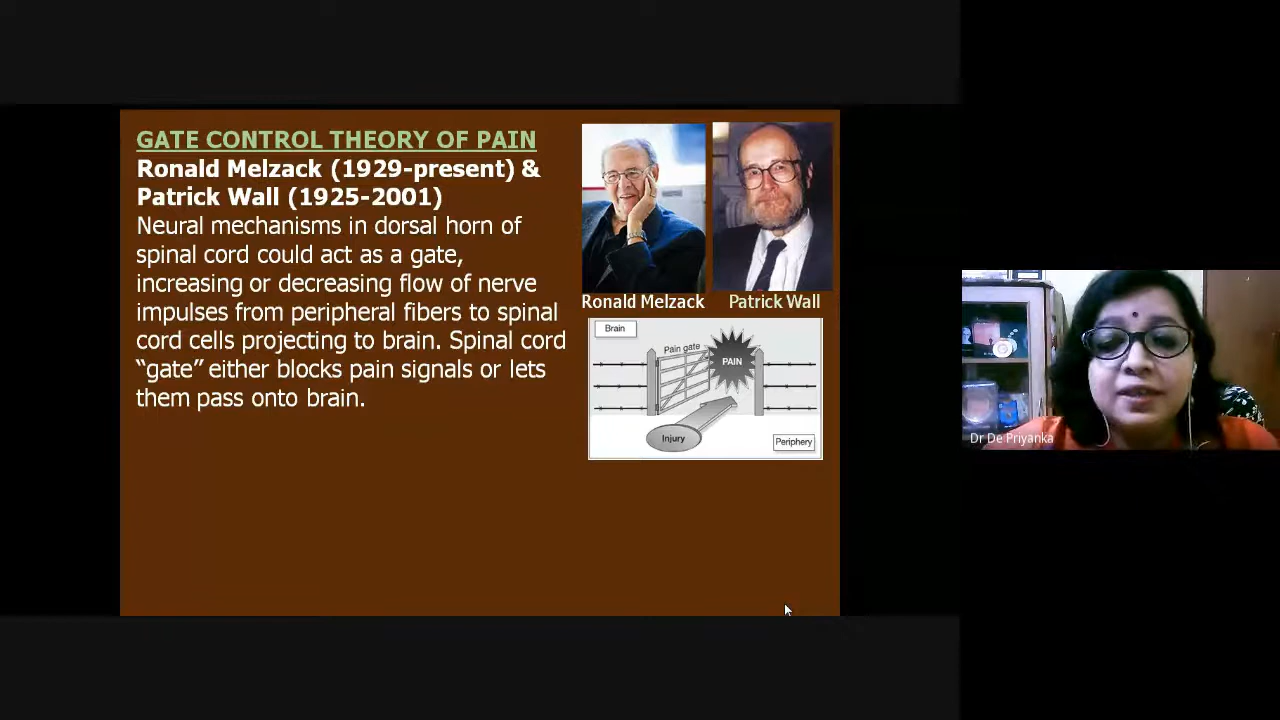 GATE CONTROL THEORY OF PAIN
Ronald Melzack (1929-present) &
Patrick Wall (1925-2001)
Neural mechanisms in dorsal horn of
spinal cord could act as a gate,
increasing or decreasing flow of nerve
impulses from peripheral fibers to spinal
cord cells projecting to brain. Spinal cord
“gate” either blocks pain signals or lets
them pass onto brain.
Ronald Melzack
Patrick Wall
Brain
Pain gate
PAIN
Injury
Periphery
Dr De Priyanka